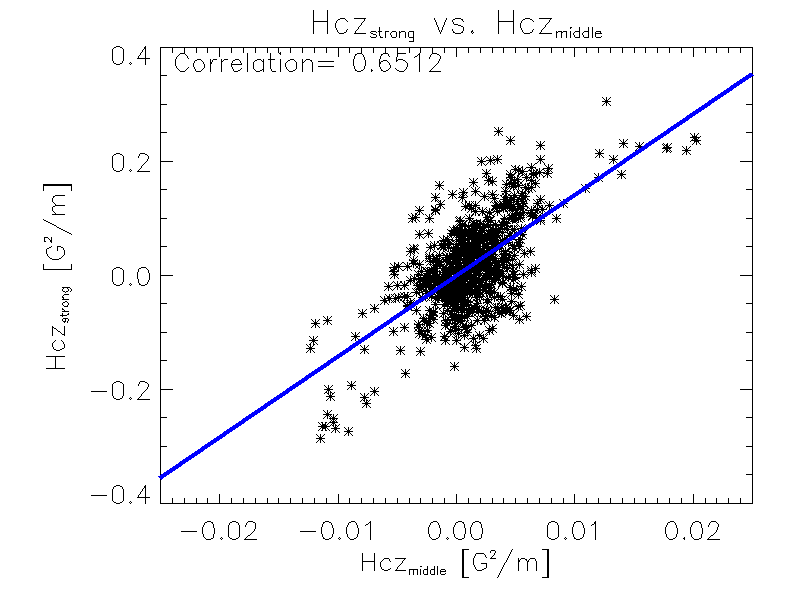 Hcz_strong vs. Hcz_middle
Correlation= 0.6512
0.4
0.2
0.0
−0.2
−0.4
Hcz_strong [G²/m]
−0.02 −0.01 0.00 0.01 0.02
Hcz_middle [G²/m]